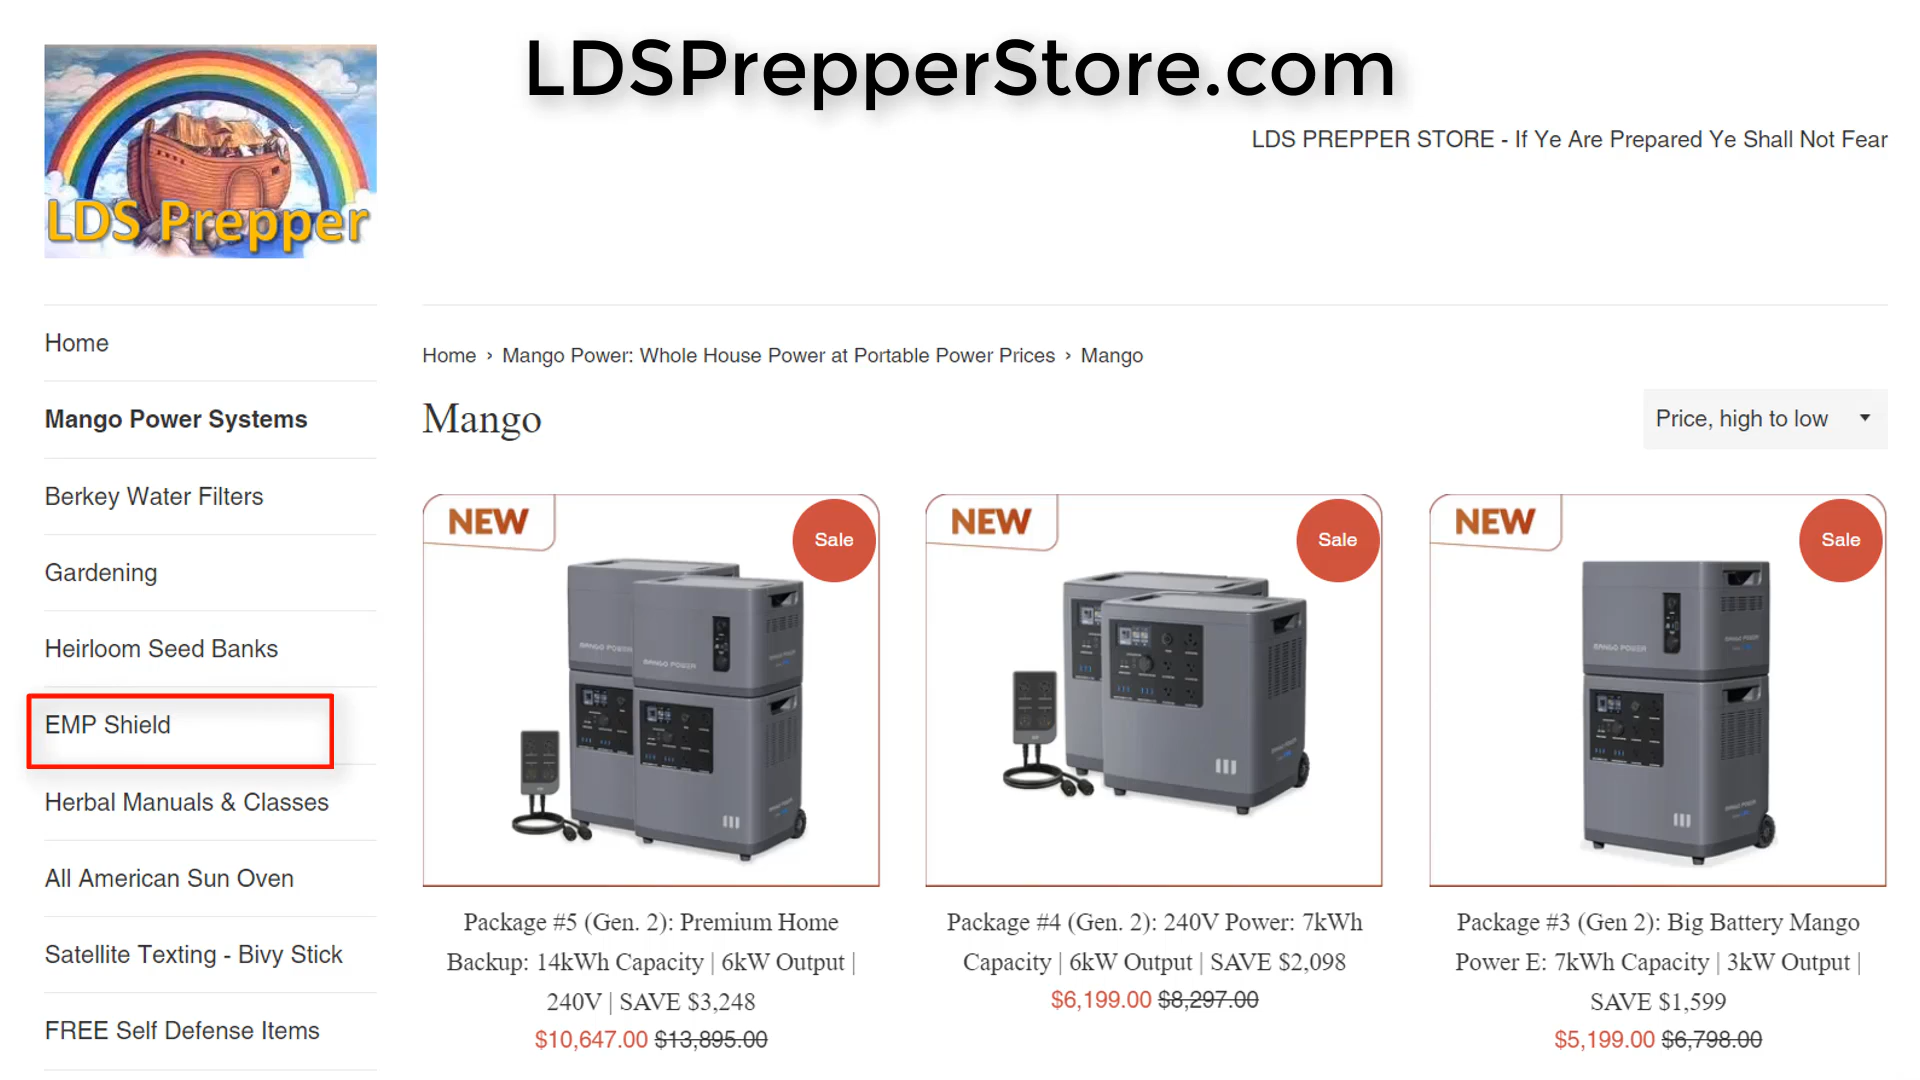 LDSPrepperStore.com
LDS Prepper
LDS PREPPER STORE - If Ye Are Prepared Ye Shall Not Fear
Home
Mango Power Systems
Berkey Water Filters
Gardening
Heirloom Seed Banks
EMP Shield
Herbal Manuals & Classes
All American Sun Oven
Satellite Texting - Bivy Stick
FREE Self Defense Items
Home › Mango Power: Whole House Power at Portable Power Prices › Mango
Mango
Price, high to low
NEW
Sale
MANGO POWER
MANGO POWER
Package #5 (Gen. 2): Premium Home
Backup: 14kWh Capacity | 6kW Output |
240V | SAVE $3,248
$10,647.00 $13,895.00
NEW
Sale
Package #4 (Gen. 2): 240V Power: 7kWh
Capacity | 6kW Output | SAVE $2,098
$6,199.00 $8,297.00
NEW
Sale
MANGO POWER
Package #3 (Gen 2): Big Battery Mango
Power E: 7kWh Capacity | 3kW Output |
SAVE $1,599
$5,199.00 $6,798.00